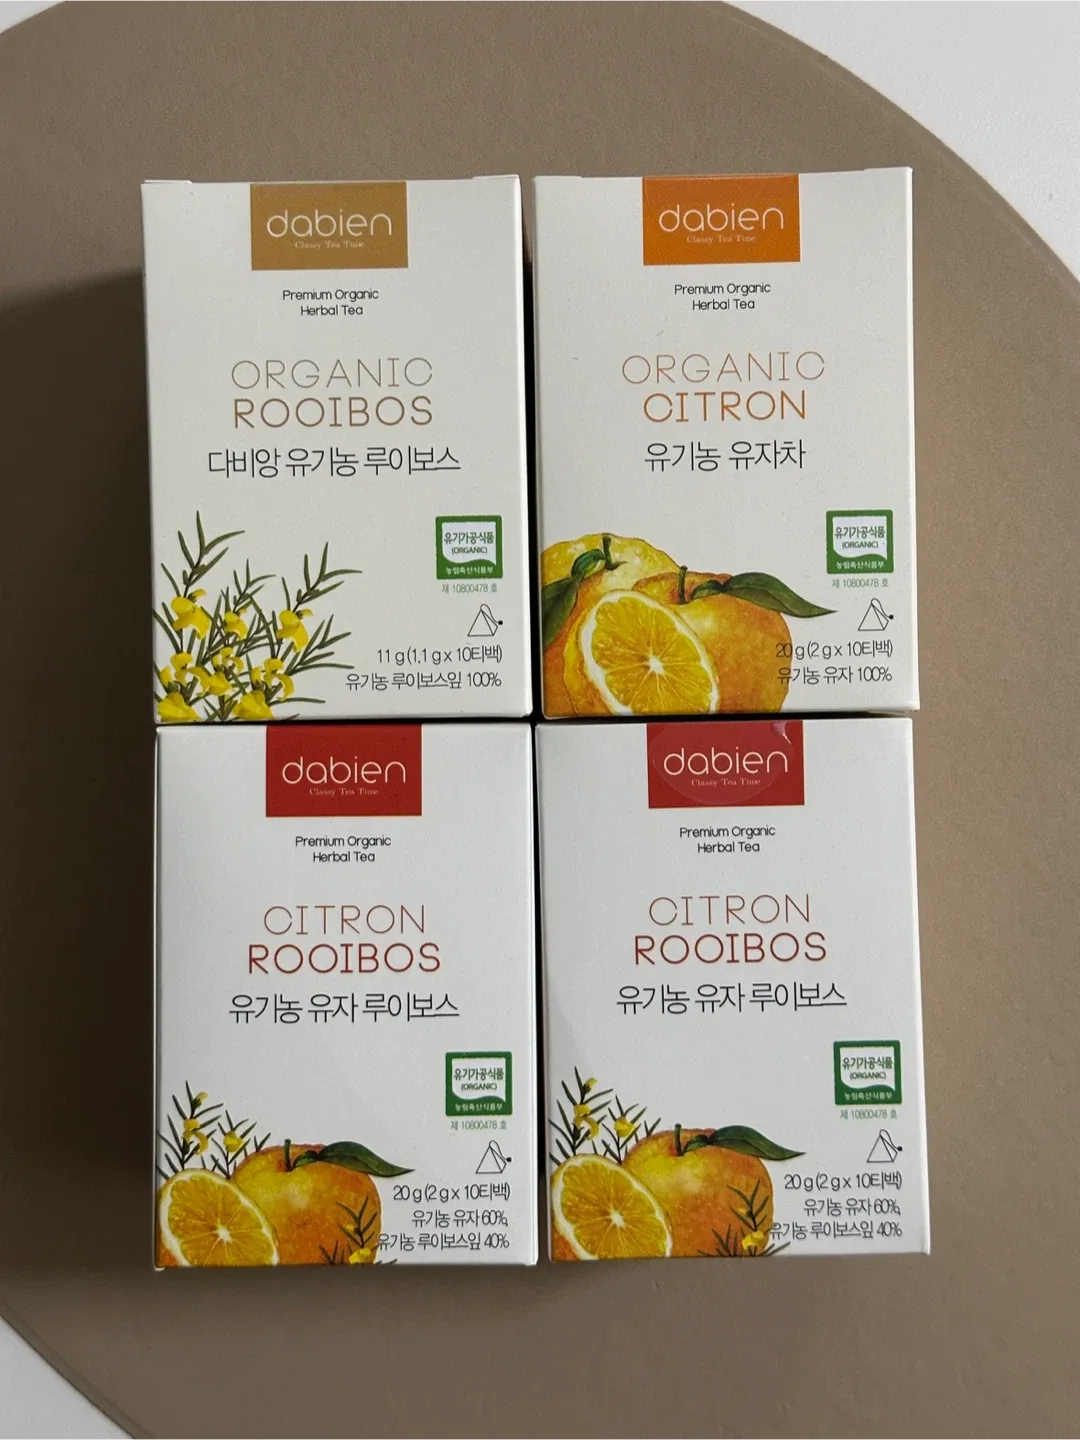 dabien
Classy Tea Time
Premium Organic
Herbal Tea
ORGANIC
ROOIBOS
다비앙 유기농 루이보스
유기가공식품
(ORGANIC)
농림축산식품부
제 10800478 호
11 g (1.1 g x 10티백)
유기농 루이보스잎 100%
dabien
Classy Tea Time
Premium Organic
Herbal Tea
ORGANIC
CITRON
유기농 유자차
유기가공식품
(ORGANIC)
농림축산식품부
제 10800478 호
20 g (2 g x 10티백)
유기농 유자 100%
dabien
Classy Tea Time
Premium Organic
Herbal Tea
CITRON
ROOIBOS
유기농 유자 루이보스
유기가공식품
(ORGANIC)
농림축산식품부
제 10800478 호
20 g (2 g x 10티백)
유기농 유자 60%,
유기농 루이보스잎 40%
dabien
Classy Tea Time
Premium Organic
Herbal Tea
CITRON
ROOIBOS
유기농 유자 루이보스
유기가공식품
(ORGANIC)
농림축산식품부
제 10800478 호
20 g (2 g x 10티백)
유기농 유자 60%,
유기농 루이보스잎 40%